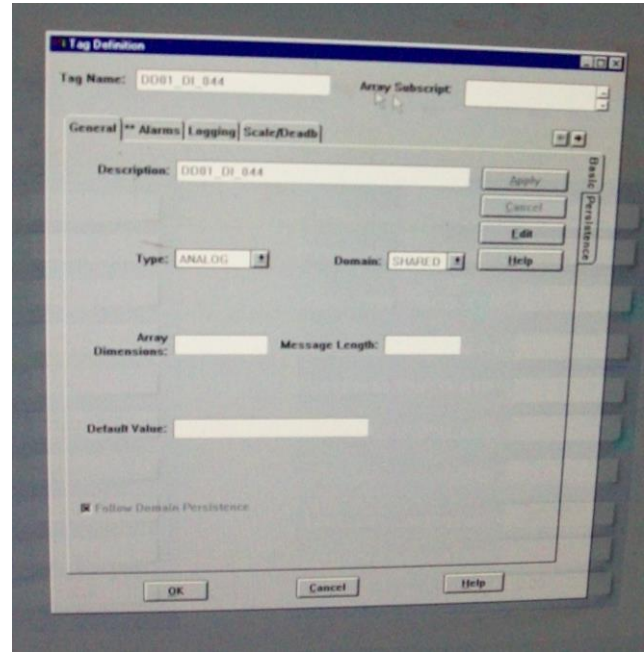 Tag Definition
Tag Name: DD01_DI_044
Array Subscript:
General ** Alarms Logging Scale/Deadb
Basic
Persistence
Description: DD01_DI_044
Apply
Cancel
Edit
Type: ANALOG
Domain: SHARED
Help
Array
Dimensions:
Message Length:
Default Value:
Follow Domain Persistence
OK
Cancel
Help